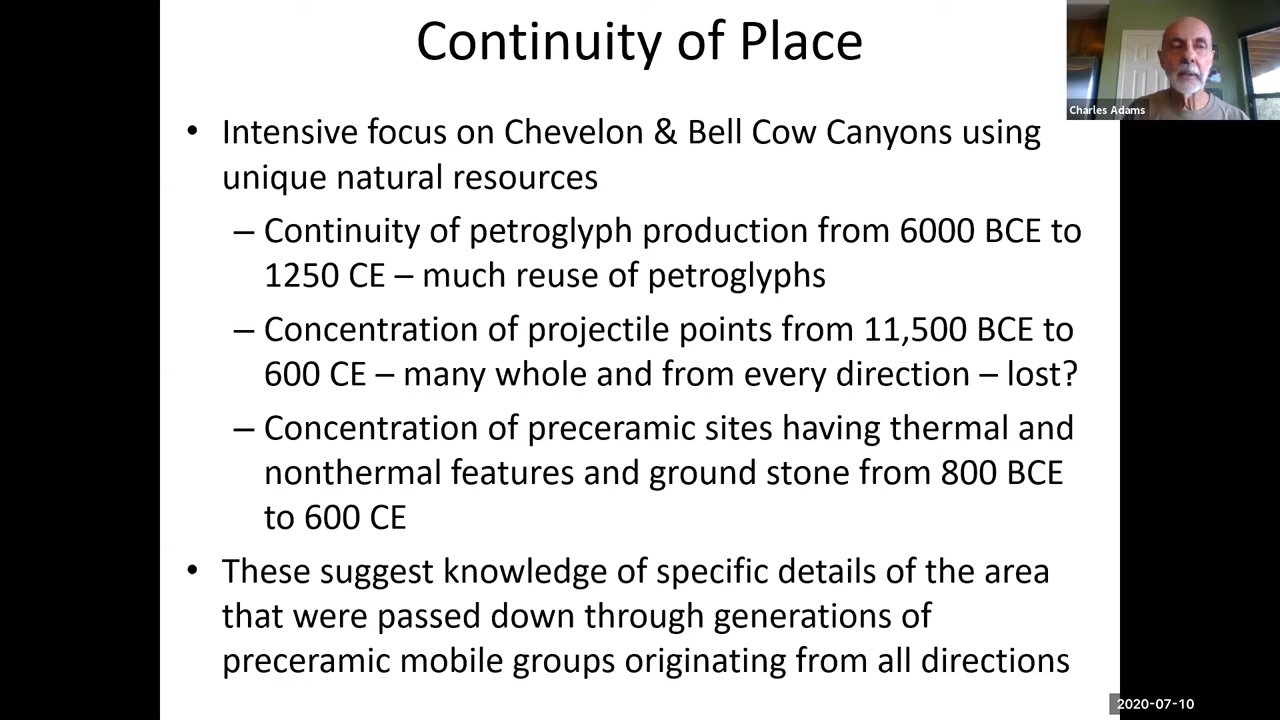 Continuity of Place
Charles Adams
• Intensive focus on Chevelon & Bell Cow Canyons using
unique natural resources
– Continuity of petroglyph production from 6000 BCE to
1250 CE – much reuse of petroglyphs
– Concentration of projectile points from 11,500 BCE to
600 CE – many whole and from every direction – lost?
– Concentration of preceramic sites having thermal and
nonthermal features and ground stone from 800 BCE
to 600 CE
• These suggest knowledge of specific details of the area
that were passed down through generations of
preceramic mobile groups originating from all directions
2020-07-10